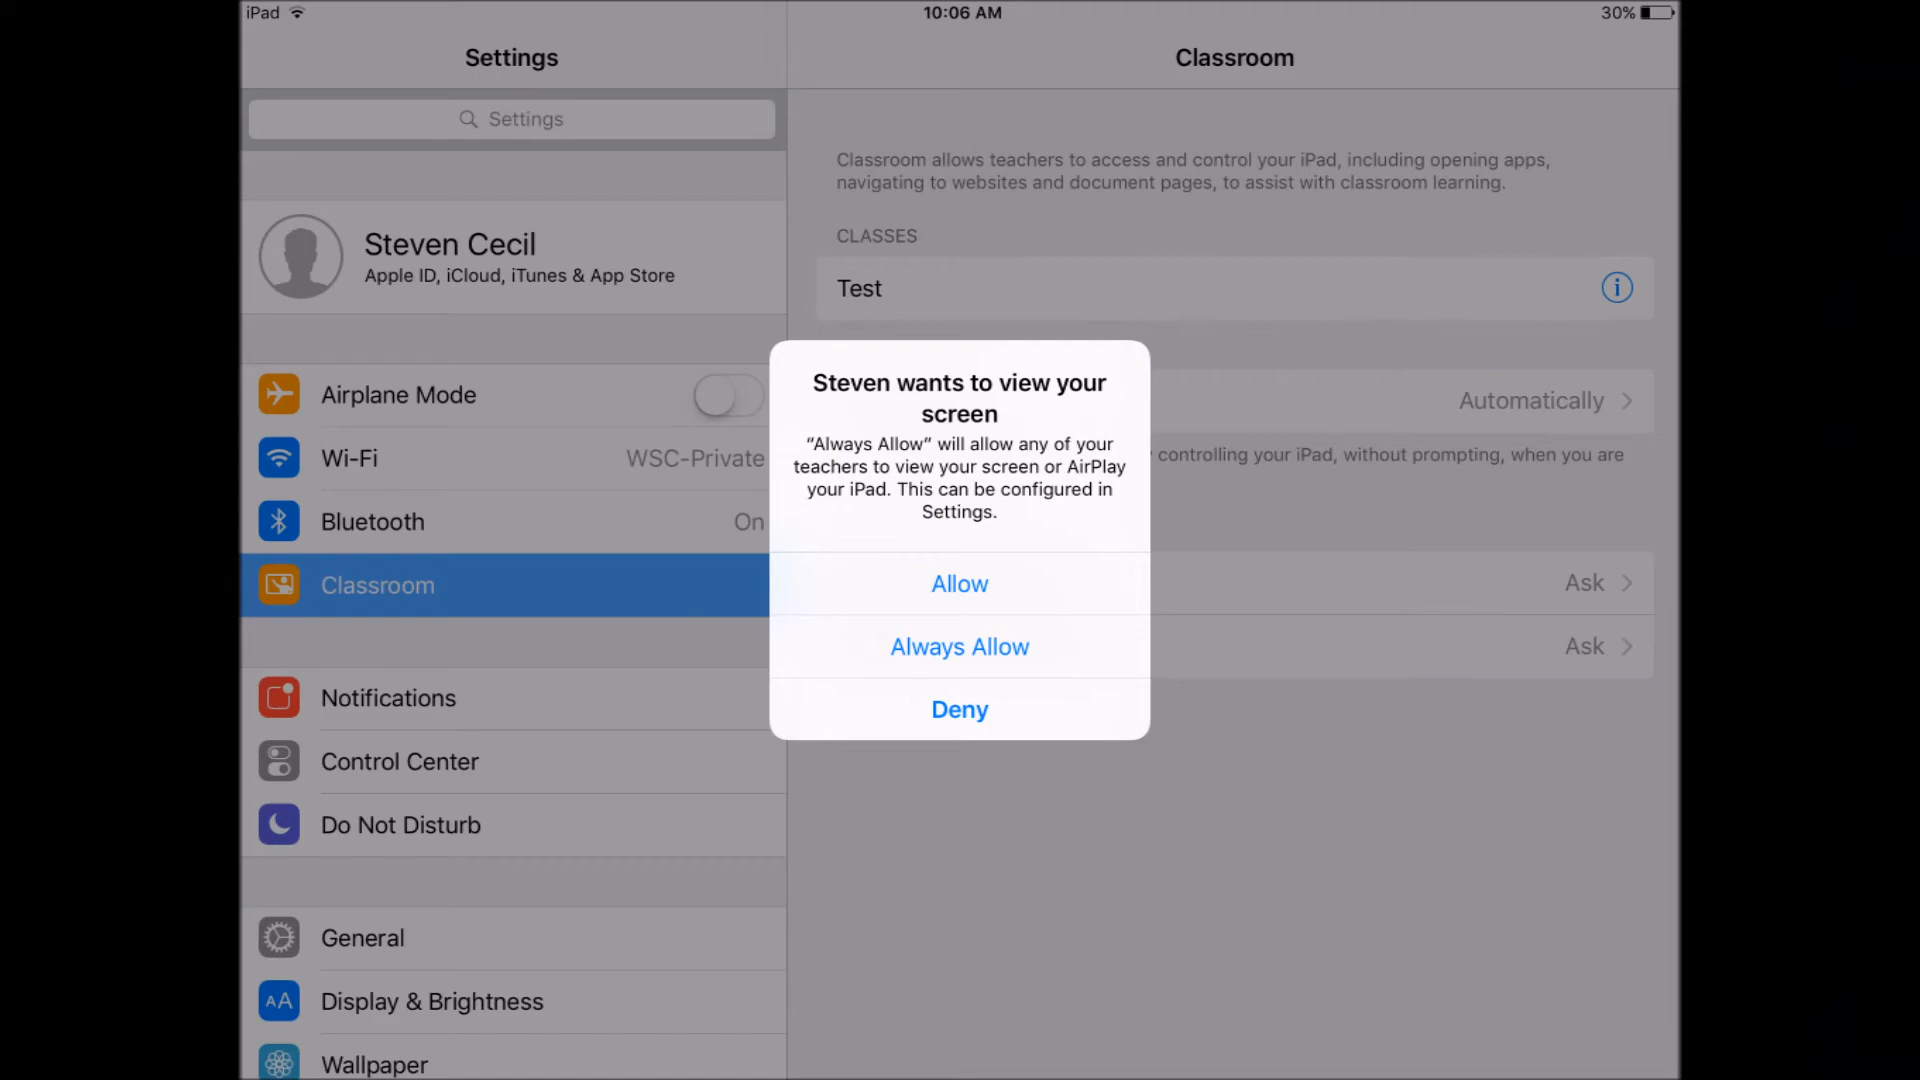 iPad
10:06 AM
30%
Settings
Classroom
Settings
Steven Cecil
Apple ID, iCloud, iTunes & App Store
Airplane Mode
Wi-Fi
WSC-Private
Bluetooth
On
Classroom
Notifications
Control Center
Do Not Disturb
General
AA
Display & Brightness
Wallpaper
Classroom allows teachers to access and control your iPad, including opening apps,
navigating to websites and document pages, to assist with classroom learning.
CLASSES
Test
Automatically
controlling your iPad, without prompting, when you are
Ask
Ask
Steven wants to view your
screen
“Always Allow” will allow any of your
teachers to view your screen or AirPlay
your iPad. This can be configured in
Settings.
Allow
Always Allow
Deny